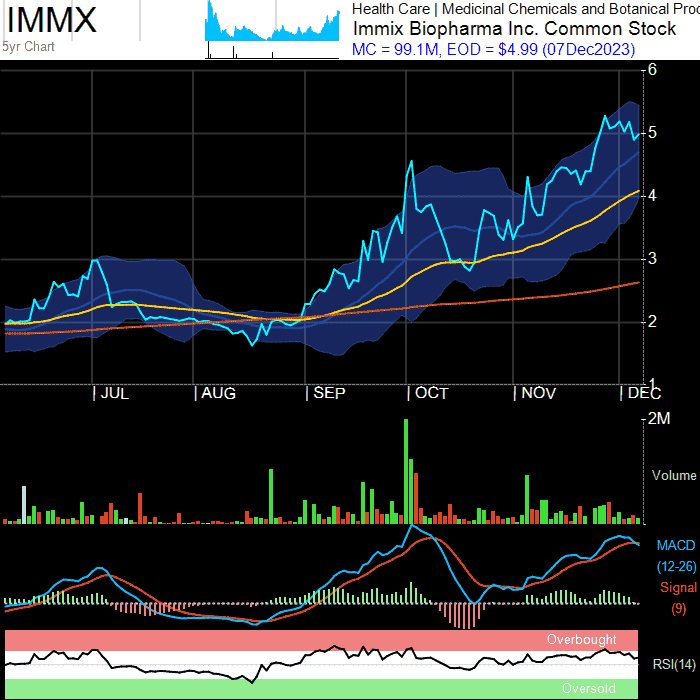 IMMX
5yr Chart
Health Care | Medicinal Chemicals and Botanical Proc
Immix Biopharma Inc. Common Stock
MC = 99.1M, EOD = $4.99 (07Dec2023)
6
5
4
3
2
1
| JUL | AUG | SEP | OCT | NOV | DEC
2M
Volume
MACD
(12-26)
Signal
(9)
Overbought
RSI(14)
Oversold